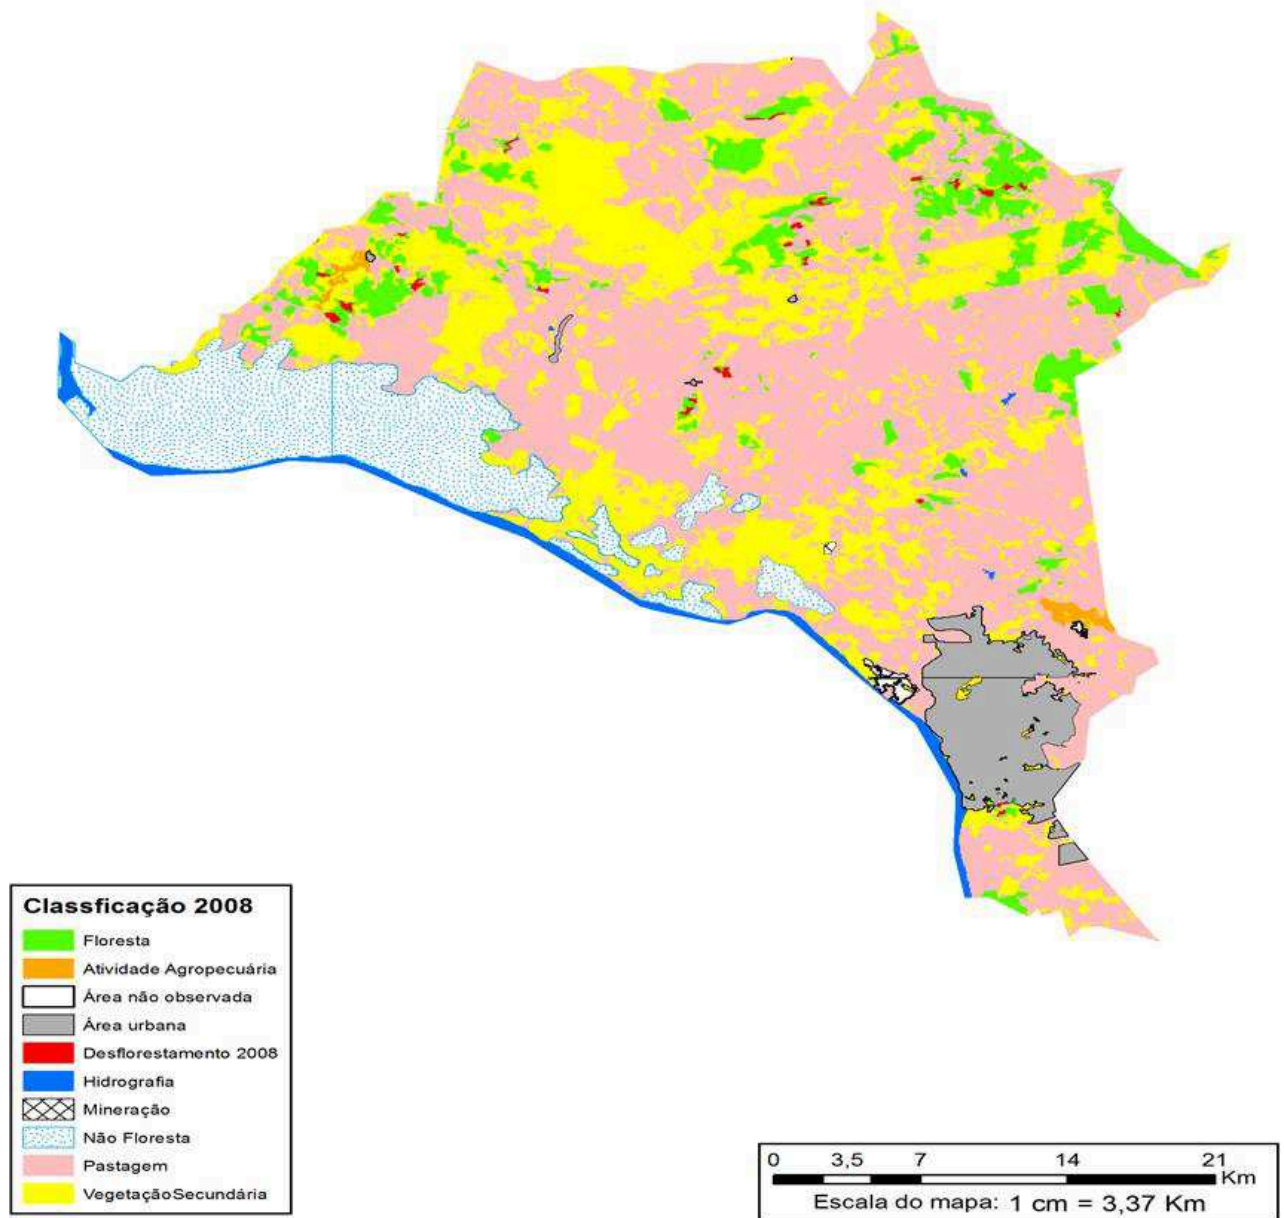 Classficação 2008
Floresta
Atividade Agropecuária
Área não observada
Área urbana
Desflorestamento 2008
Hidrografia
Mineração
Não Floresta
Pastagem
VegetaçãoSecundária
0 3,5 7 14 21
Km
Escala do mapa: 1 cm = 3,37 Km